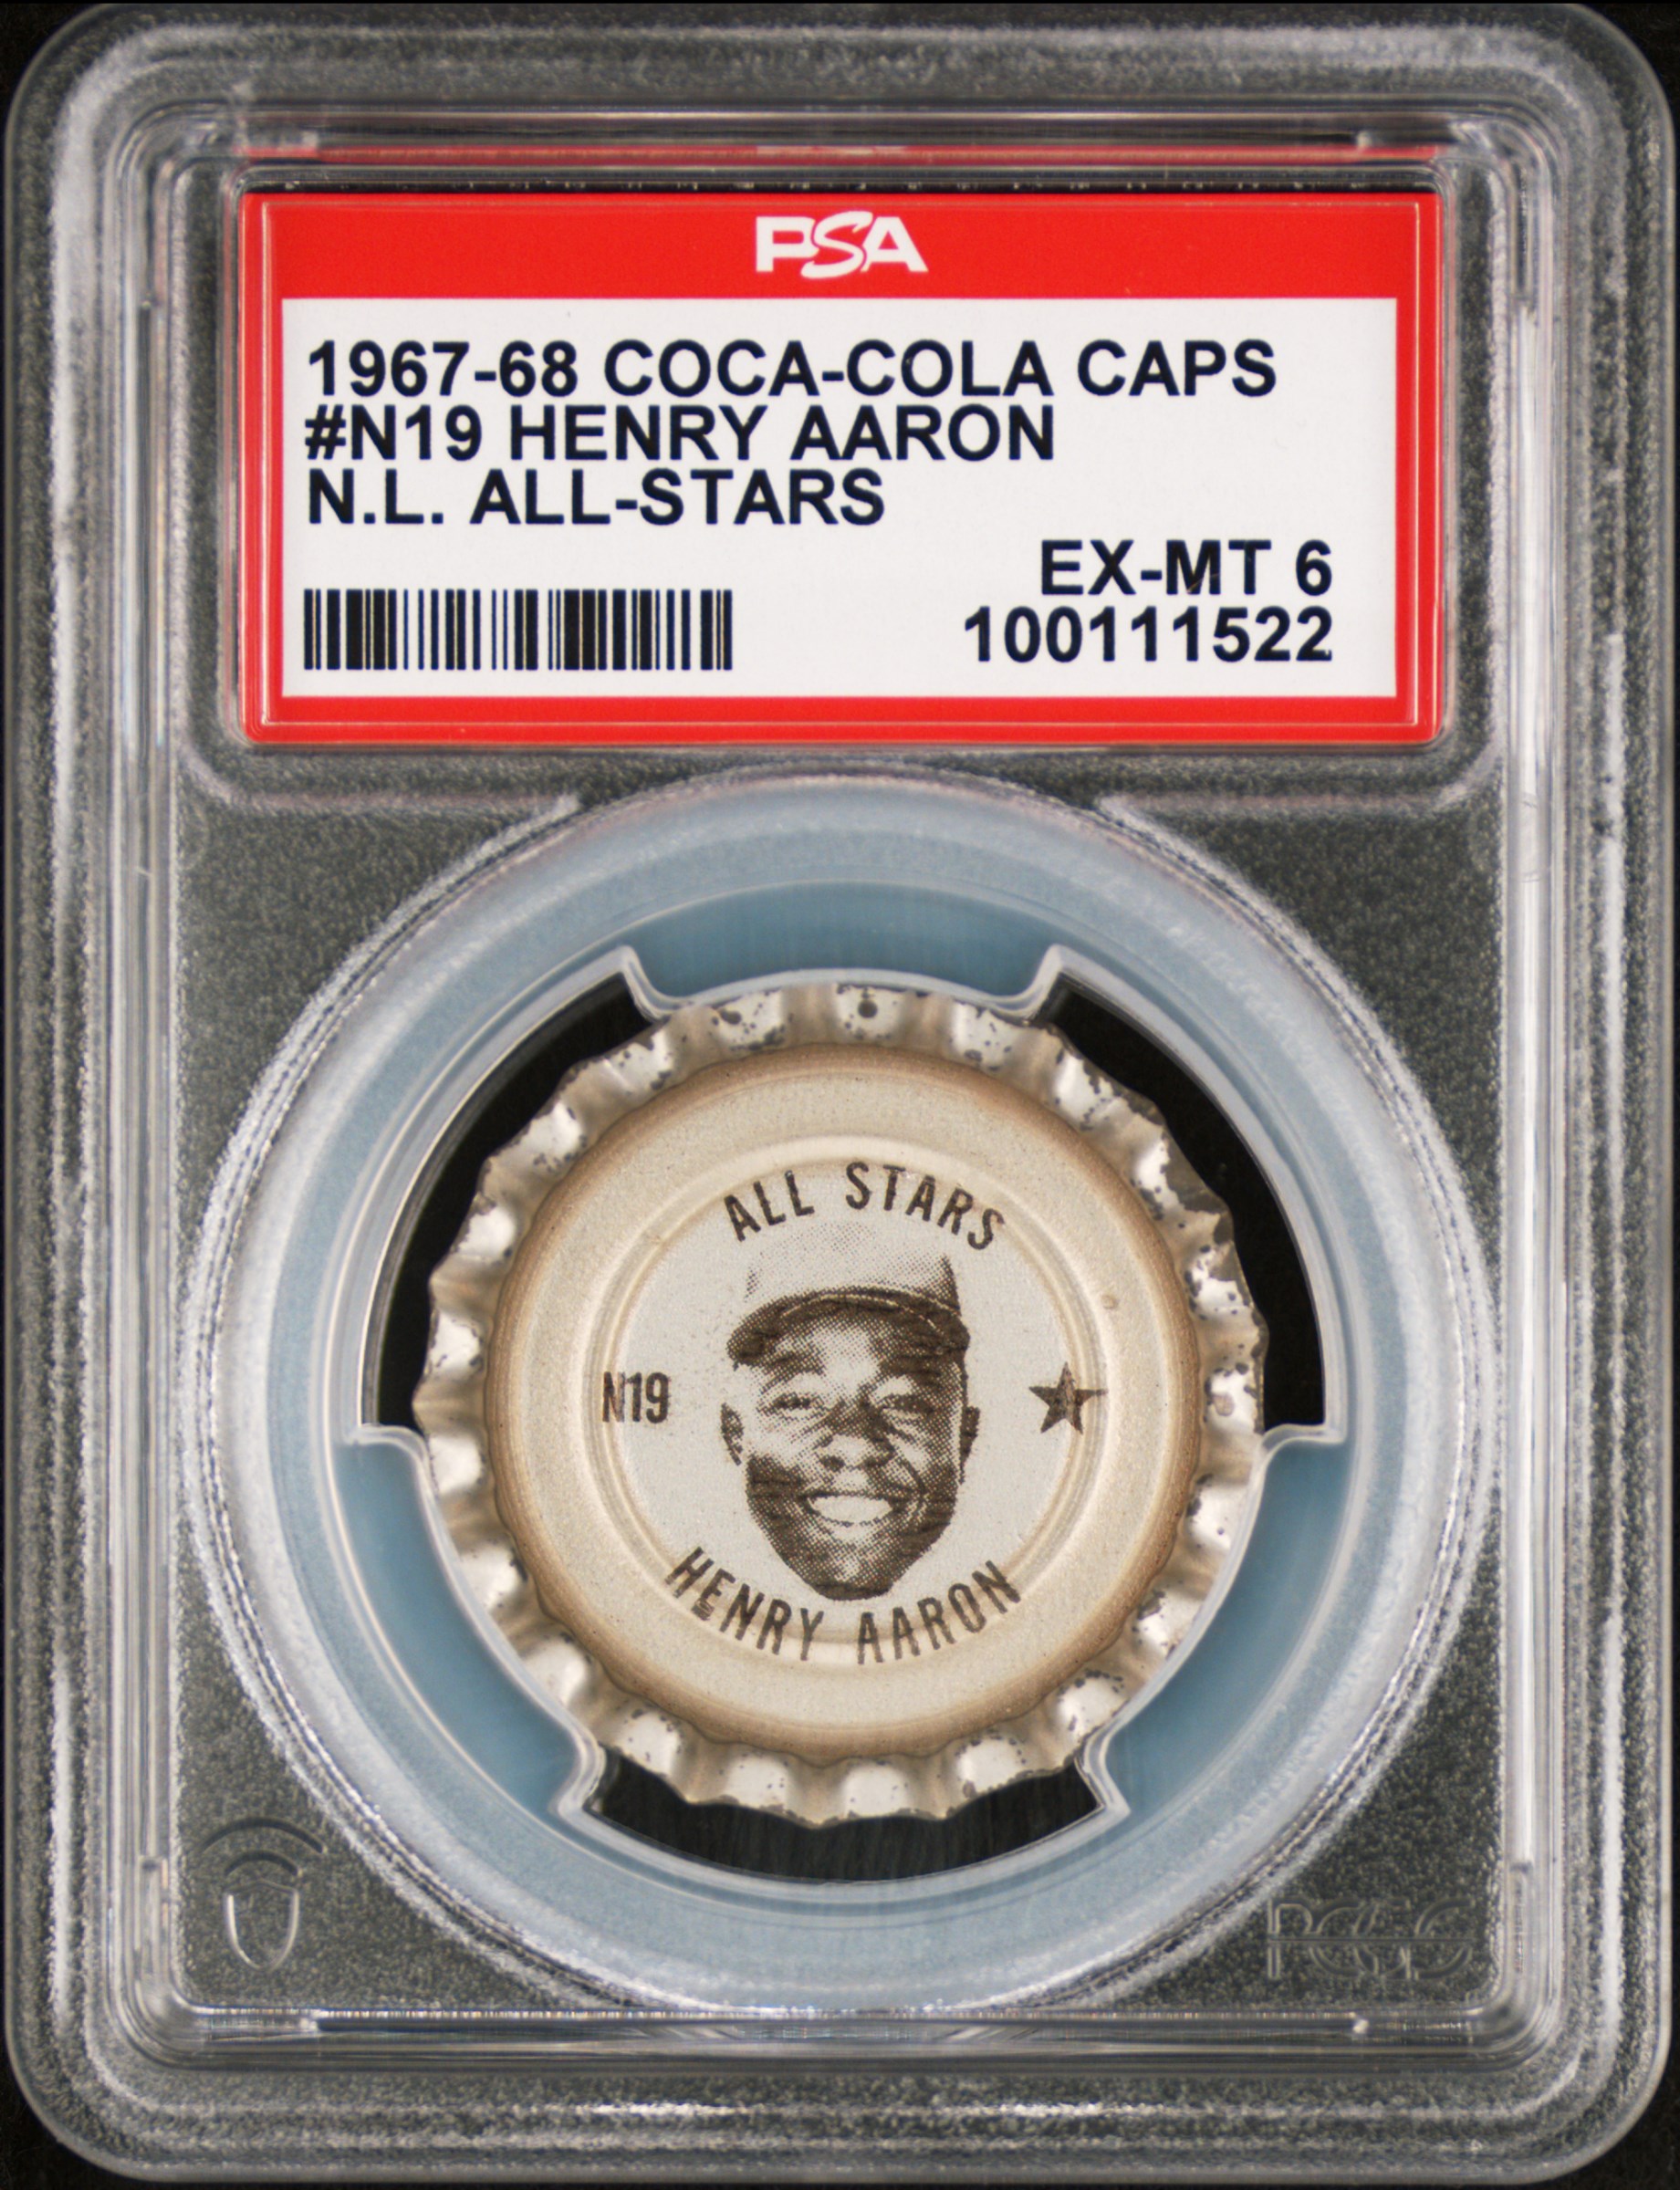 PSA
1967-68 COCA-COLA CAPS
#N19 HENRY AARON
N.L. ALL-STARS
EX-MT 6
100111522
ALL STARS
N19
HENRY AARON
PCGS